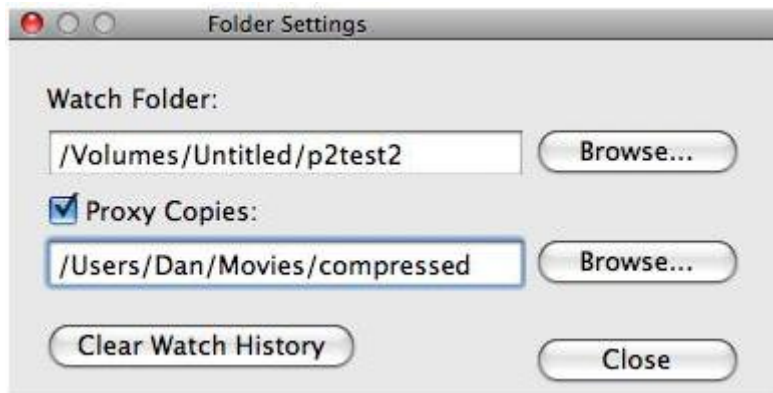 Folder Settings
Watch Folder:
/Volumes/Untitled/p2test2
Browse...
Proxy Copies:
/Users/Dan/Movies/compressed
Browse...
Clear Watch History
Close